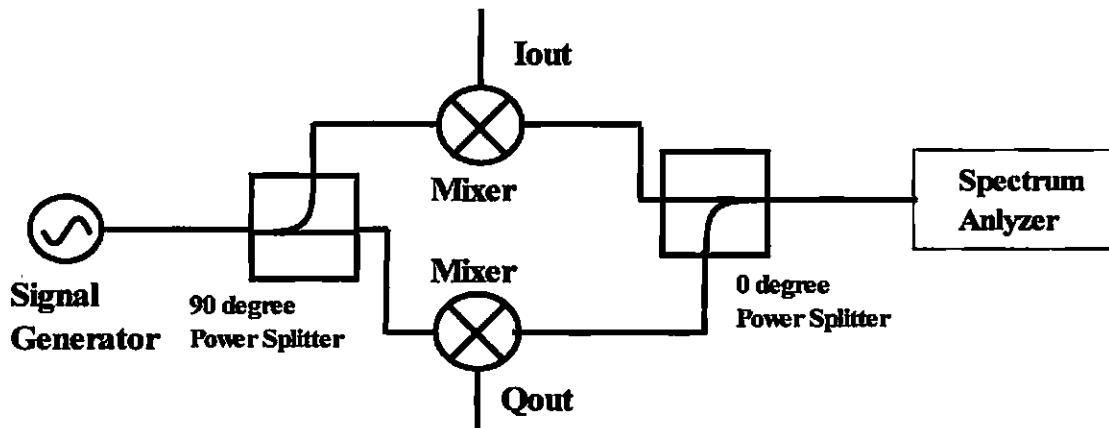 Iout
Mixer
Spectrum
Anlyzer
Mixer
Signal
Generator
90 degree
Power Splitter
0 degree
Power Splitter
Qout